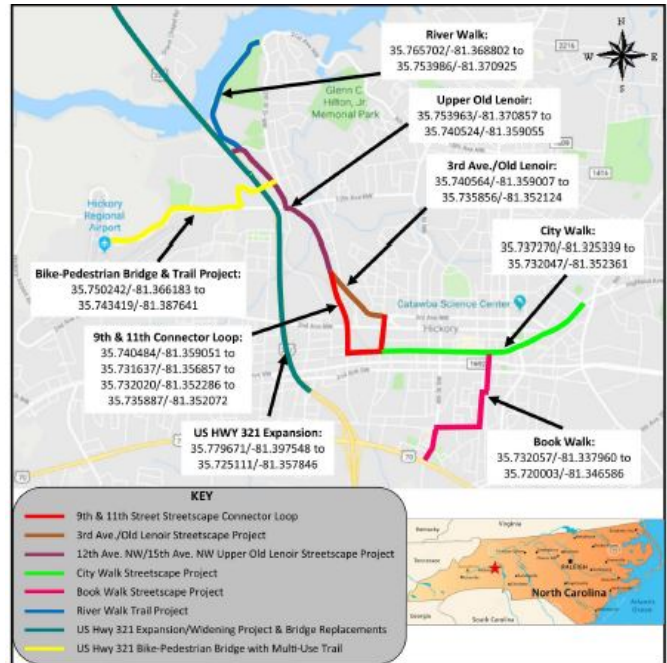 N
W E
S
River Walk:
35.765702/-81.368802 to
35.753986/-81.370925
Glenn C.
Hilton, Jr.
Memorial Park
Upper Old Lenoir:
35.753963/-81.370857 to
35.740524/-81.359055
3rd Ave./Old Lenoir:
35.740564/-81.359007 to
35.735856/-81.352124
Hickory
Regional
Airport
City Walk:
35.737270/-81.325339 to
35.732047/-81.352361
Bike-Pedestrian Bridge & Trail Project:
35.750242/-81.366183 to
35.743419/-81.387641
Catawba Science Center
3rd Ave NW
Hickory
9th & 11th Connector Loop:
35.740484/-81.359051 to
35.731637/-81.356857 to
35.732020/-81.352286 to
35.735887/-81.352072
US HWY 321 Expansion:
35.779671/-81.397548 to
35.725111/-81.357846
Book Walk:
35.732057/-81.337960 to
35.720003/-81.346586
70
70
70
KEY
9th & 11th Street Streetscape Connector Loop
3rd Ave./Old Lenoir Streetscape Project
12th Ave. NW/15th Ave. NW Upper Old Lenoir Streetscape Project
City Walk Streetscape Project
Book Walk Streetscape Project
River Walk Trail Project
US Hwy 321 Expansion/Widening Project & Bridge Replacements
US Hwy 321 Bike-Pedestrian Bridge with Multi-Use Trail
Kentucky
Virginia
Tennessee
RALEIGH
North Carolina
Georgia
South Carolina
Atlantic
Ocean